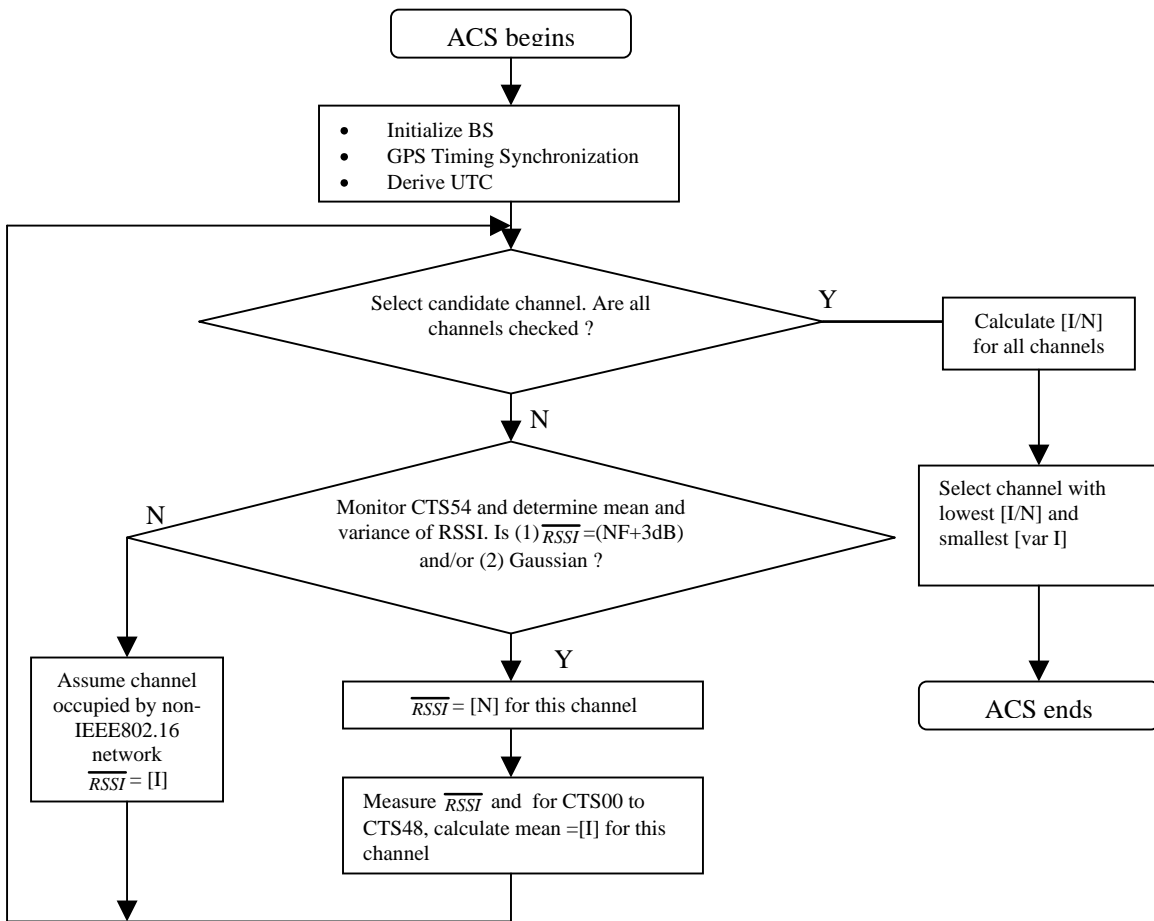 ACS begins
• Initialize BS
• GPS Timing Synchronization
• Derive UTC
Select candidate channel. Are all
channels checked ?
Y
Calculate [I/N]
for all channels
N
Monitor CTS54 and determine mean and
variance of RSSI. Is (1) RSSI =(NF+3dB)
and/or (2) Gaussian ?
N
Select channel with
lowest [I/N] and
smallest [var I]
Y
Assume channel
occupied by non-
IEEE802.16
network
RSSI = [I]
RSSI = [N] for this channel
ACS ends
Measure RSSI and for CTS00 to
CTS48, calculate mean =[I] for this
channel